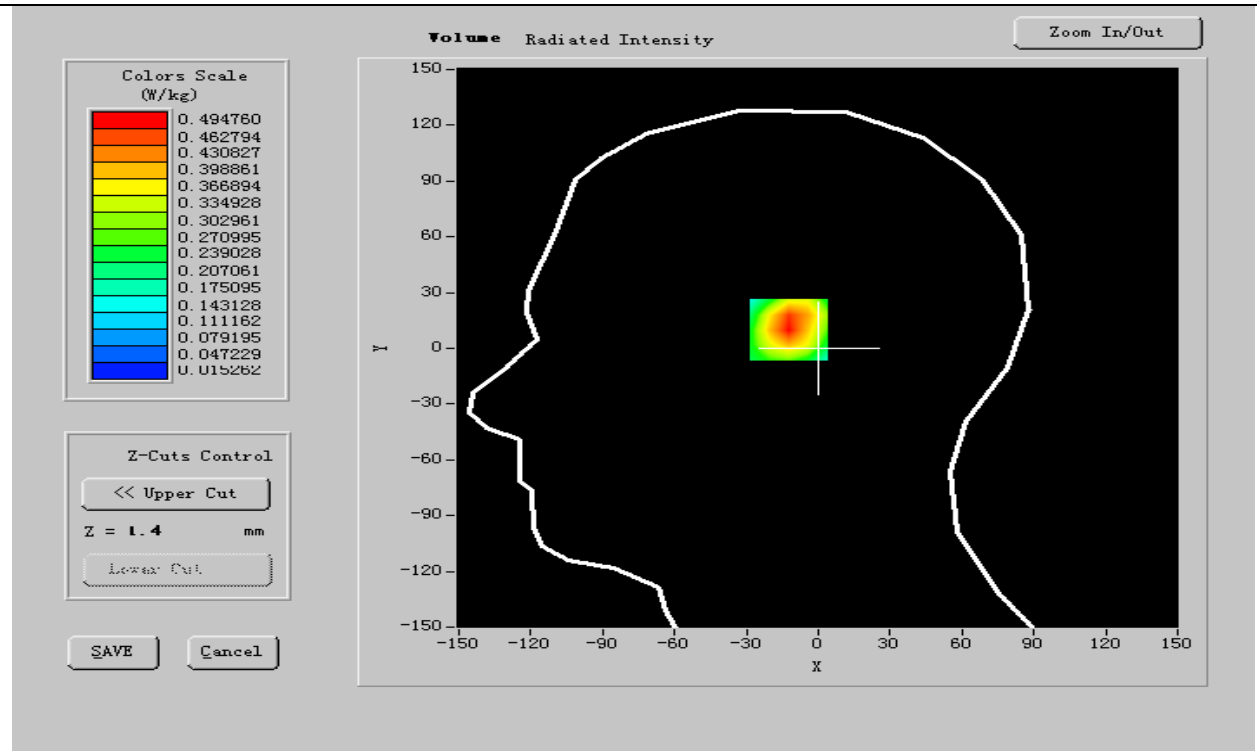 Volume Radiated Intensity
Zoom In/Out
Colors Scale
(W/kg)
0.494760
0.462794
0.430827
0.398861
0.366894
0.334928
0.302961
0.270995
0.239028
0.207061
0.175095
0.143128
0.111162
0.079195
0.047229
0.015262
Z-Cuts Control
<< Upper Cut
Z = 1.4 mm
Lower Cut
SAVE
Cancel
150
120
90
60
30
0
-30
-60
-90
-120
-150
Y
-150 -120 -90 -60 -30 0 30 60 90 120 150
X